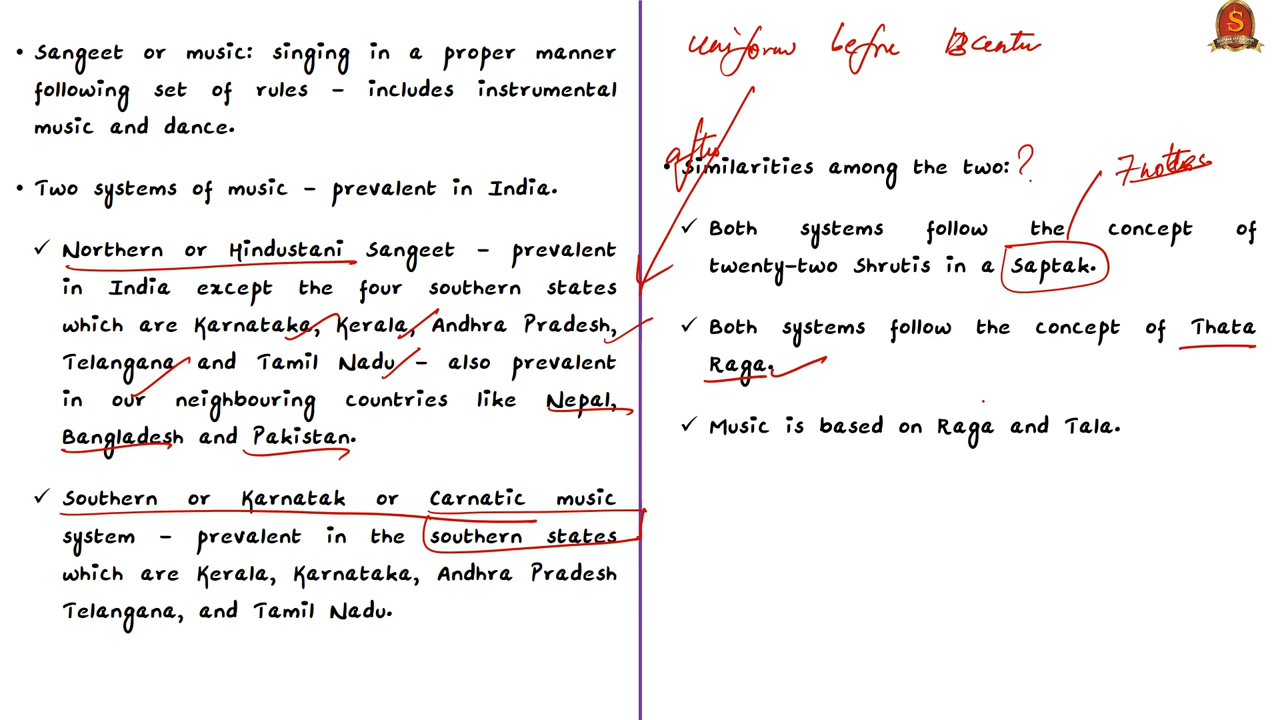 • Sangeet or music: singing in a proper manner
following set of rules – includes instrumental
music and dance.
• Two systems of music – prevalent in India.
✓ Northern or Hindustani Sangeet – prevalent
in India except the four southern states
which are Karnataka, Kerala, Andhra Pradesh,
Telangana and Tamil Nadu – also prevalent
in our neighbouring countries like Nepal,
Bangladesh and Pakistan.
✓ Southern or Karnatak or Carnatic music
system – prevalent in the southern states
which are Kerala, Karnataka, Andhra Pradesh
Telangana, and Tamil Nadu.
uniform before 13 centu
after
• Similarities among the two: ?
7 notes
✓ Both systems follow the concept of
twenty-two Shrutis in a Saptak.
✓ Both systems follow the concept of Thata
Raga.
✓ Music is based on Raga and Tala.
S